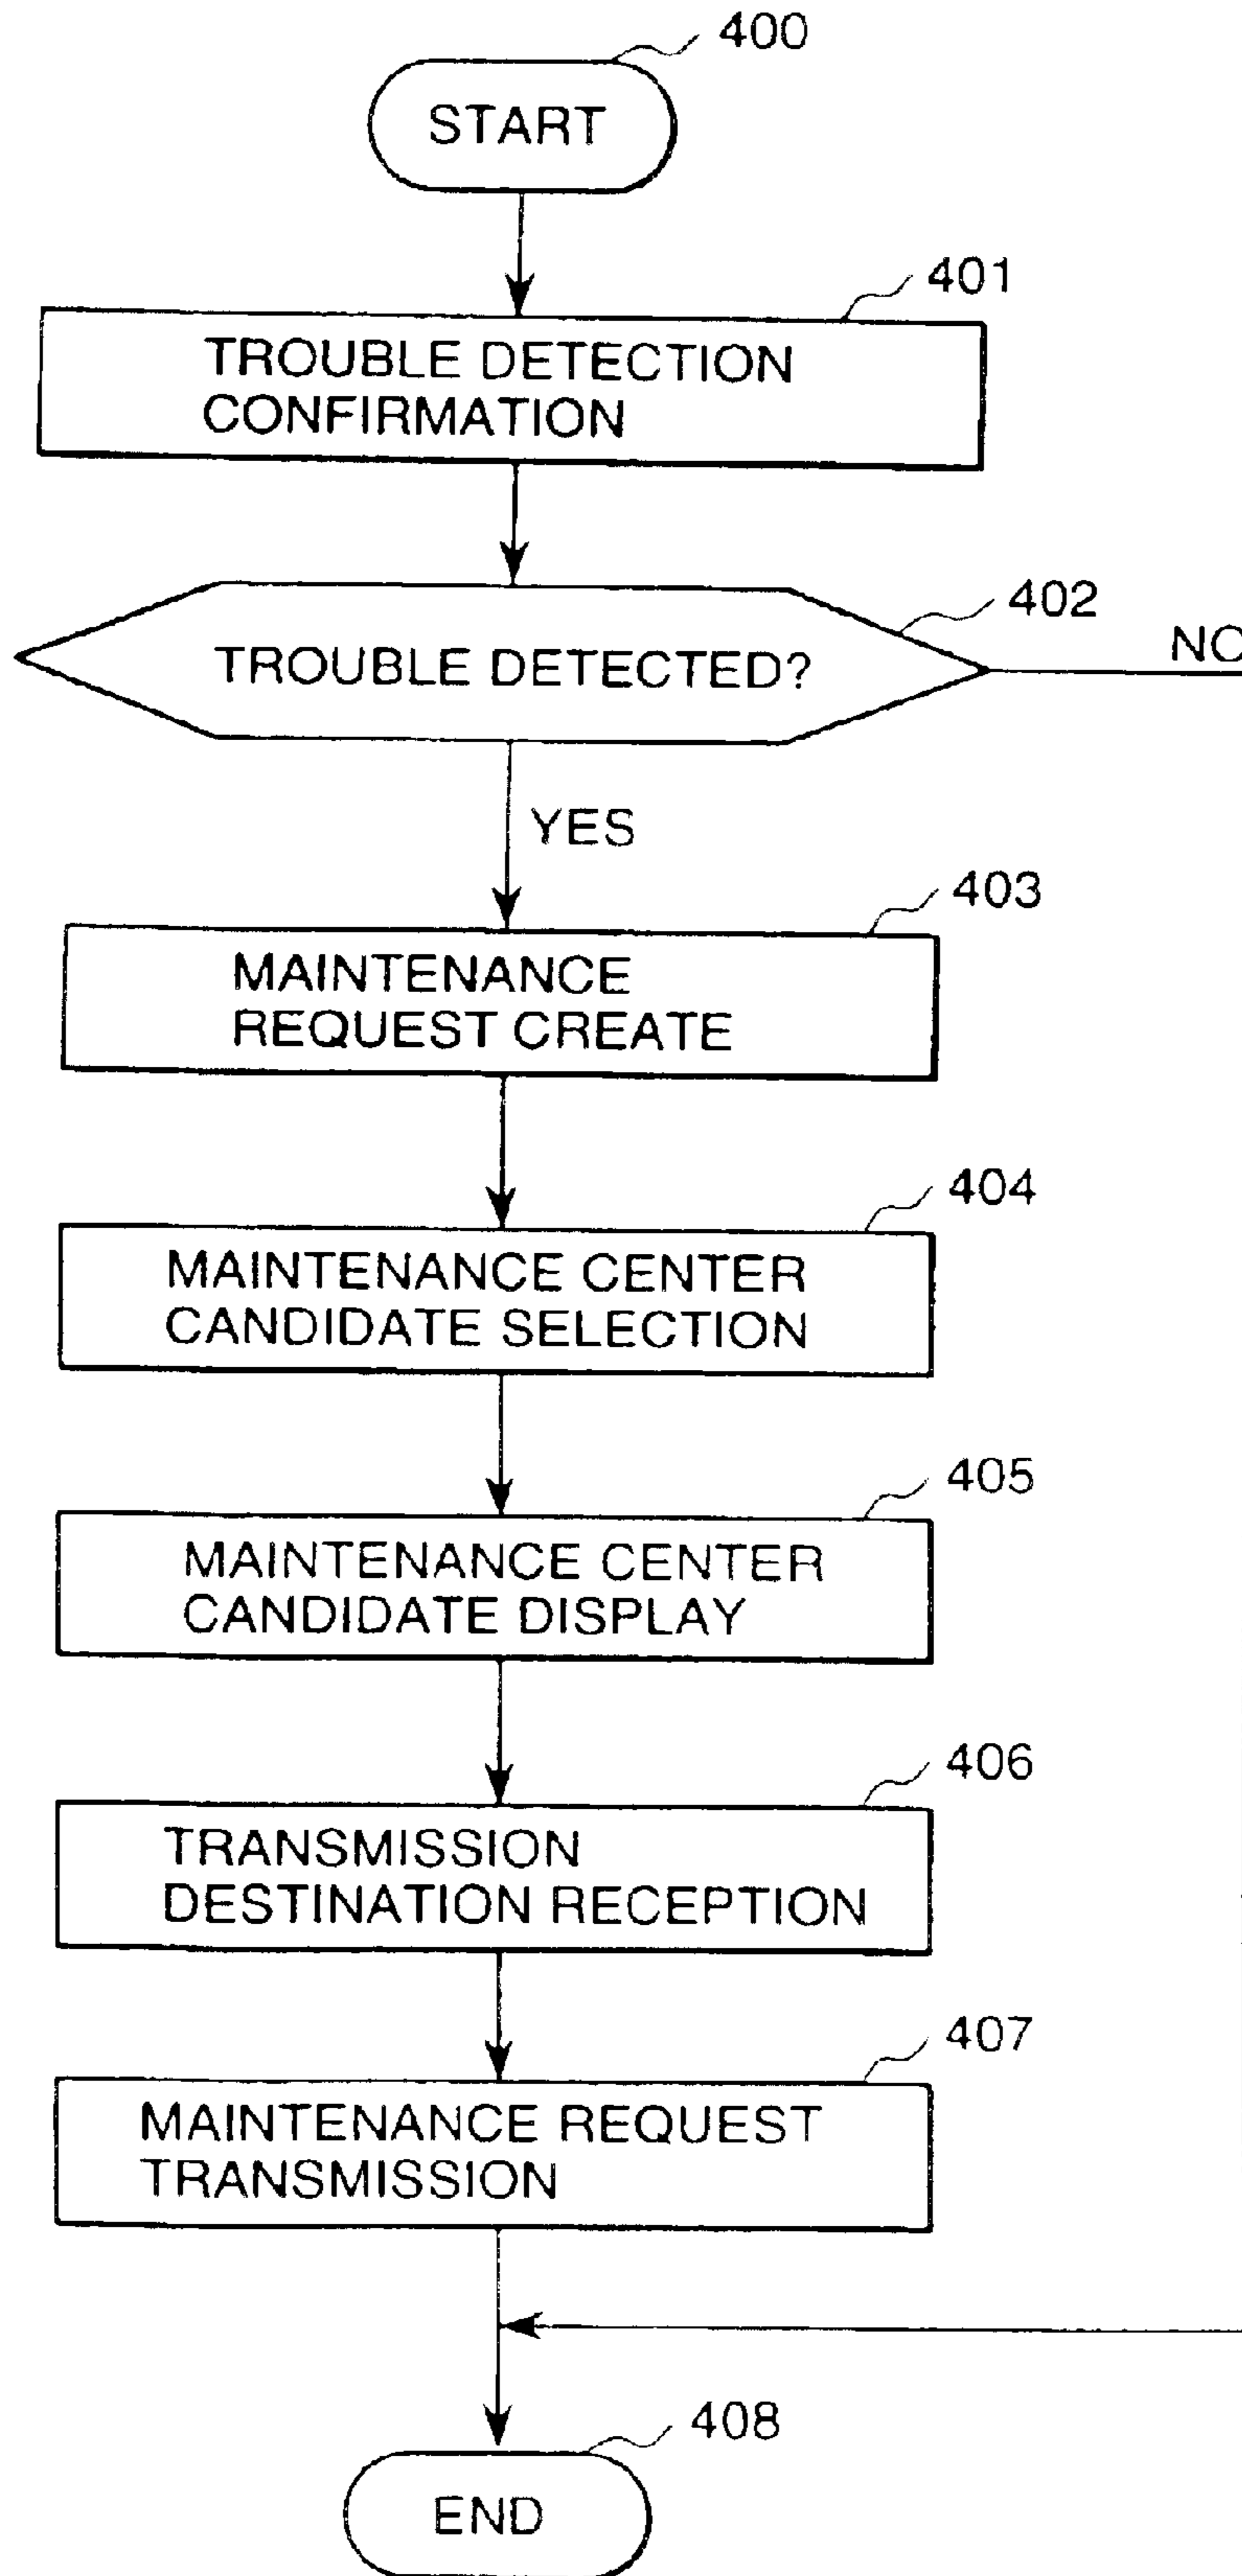 400
START
401
TROUBLE DETECTION
CONFIRMATION
402
TROUBLE DETECTED?
NO
YES
403
MAINTENANCE
REQUEST CREATE
404
MAINTENANCE CENTER
CANDIDATE SELECTION
405
MAINTENANCE CENTER
CANDIDATE DISPLAY
406
TRANSMISSION
DESTINATION RECEPTION
407
MAINTENANCE REQUEST
TRANSMISSION
408
END